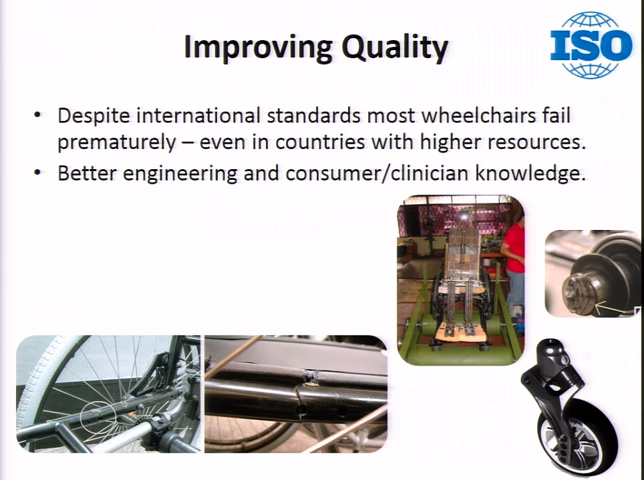 Improving Quality
ISO
• Despite international standards most wheelchairs fail
prematurely – even in countries with higher resources.
• Better engineering and consumer/clinician knowledge.